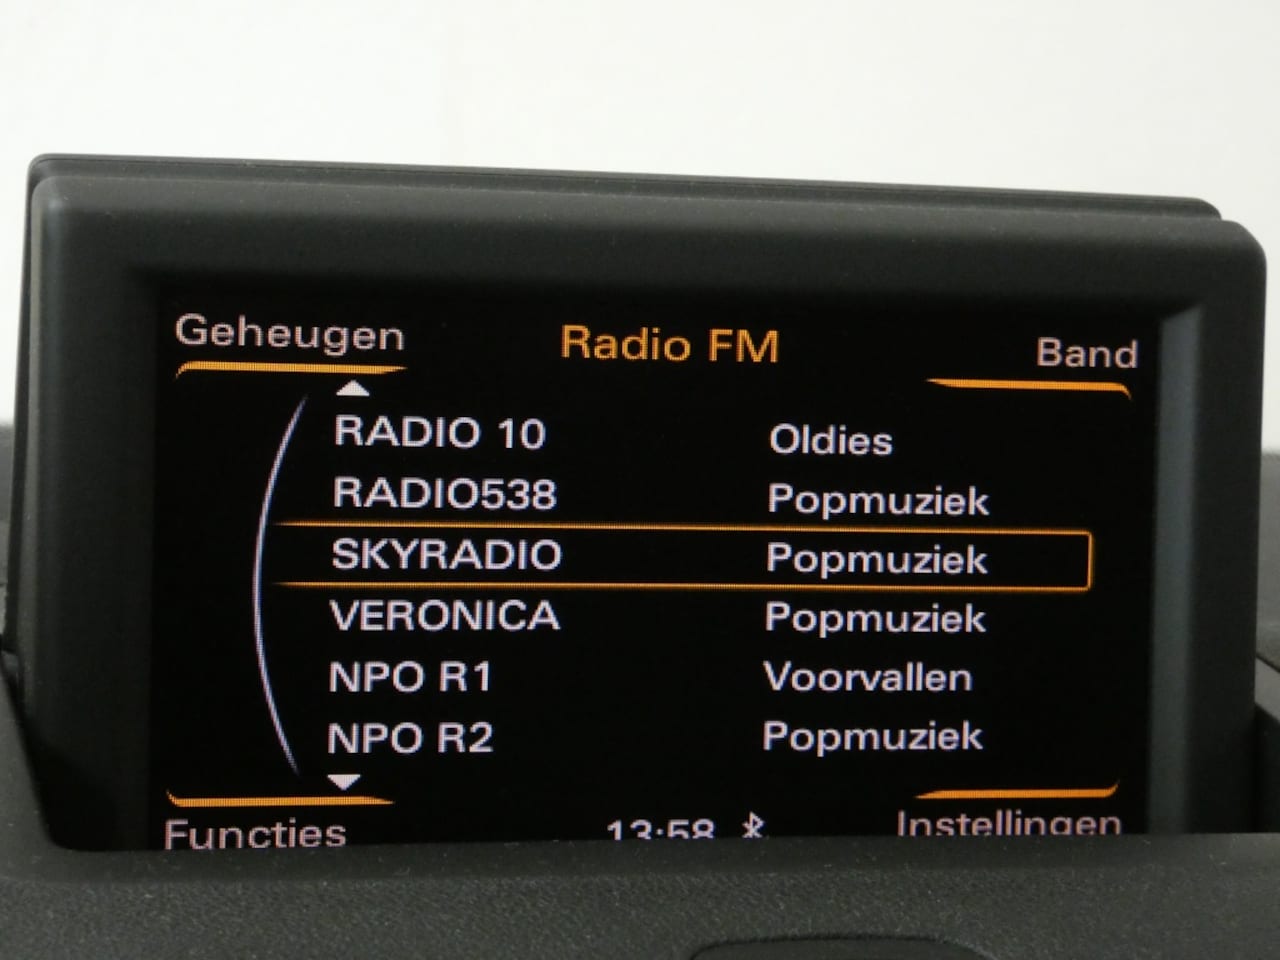 Geheugen Radio FM Band
RADIO 10 Oldies
RADIO538 Popmuziek
SKYRADIO Popmuziek
VERONICA Popmuziek
NPO R1 Voorvallen
NPO R2 Popmuziek
Functies 13:58 Instellingen